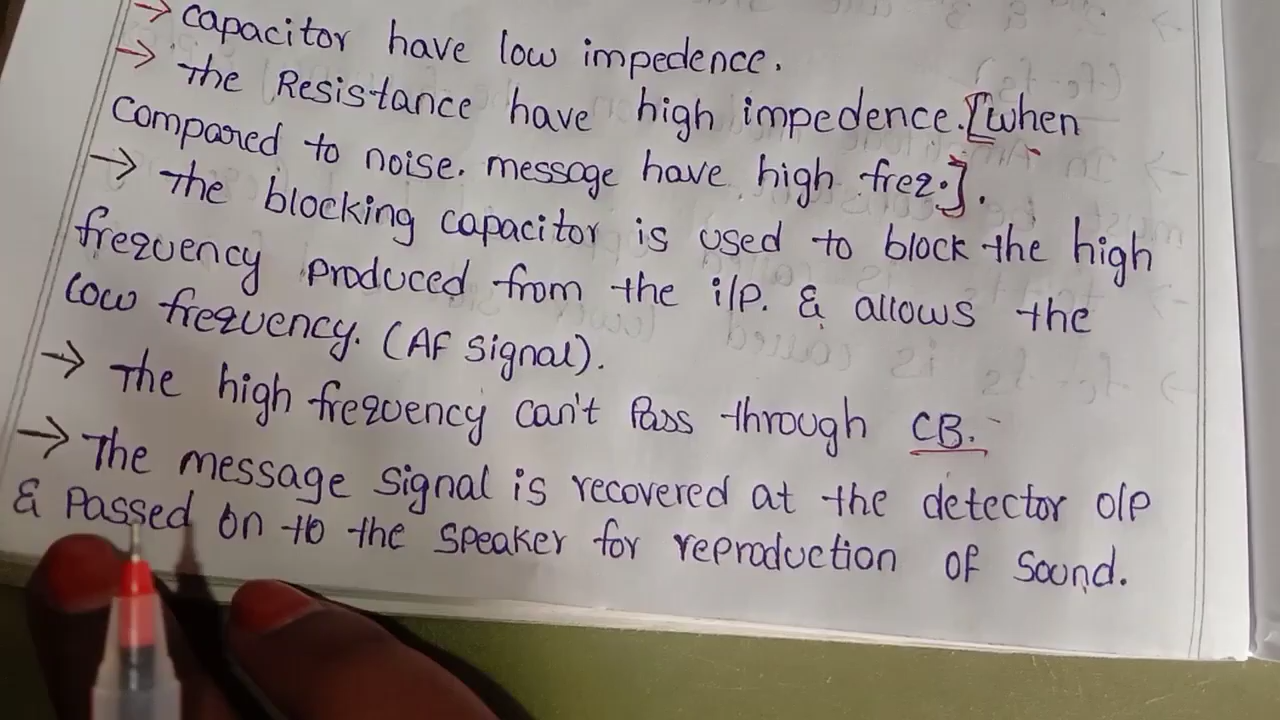 → capacitor have low impedence.
→ The Resistance have high impedence. [when
compared to noise. message have high freq.].
→ The blocking capacitor is used to block the high
frequency produced from the i/p. & allows the
low frequency. (AF signal).
→ The high frequency can't Pass through CB.
→ The message signal is recovered at the detector o/p
& Passed on to the speaker for reproduction of sound.